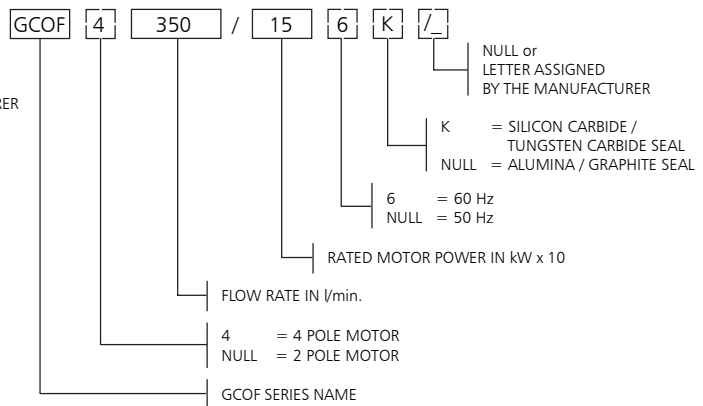 GCOF 4 350 / 15 6 K /_
NULL or
LETTER ASSIGNED
BY THE MANUFACTURER
RER
K = SILICON CARBIDE /
TUNGSTEN CARBIDE SEAL
NULL = ALUMINA / GRAPHITE SEAL
6 = 60 Hz
NULL = 50 Hz
RATED MOTOR POWER IN kW x 10
FLOW RATE IN l/min.
4 = 4 POLE MOTOR
NULL = 2 POLE MOTOR
GCOF SERIES NAME